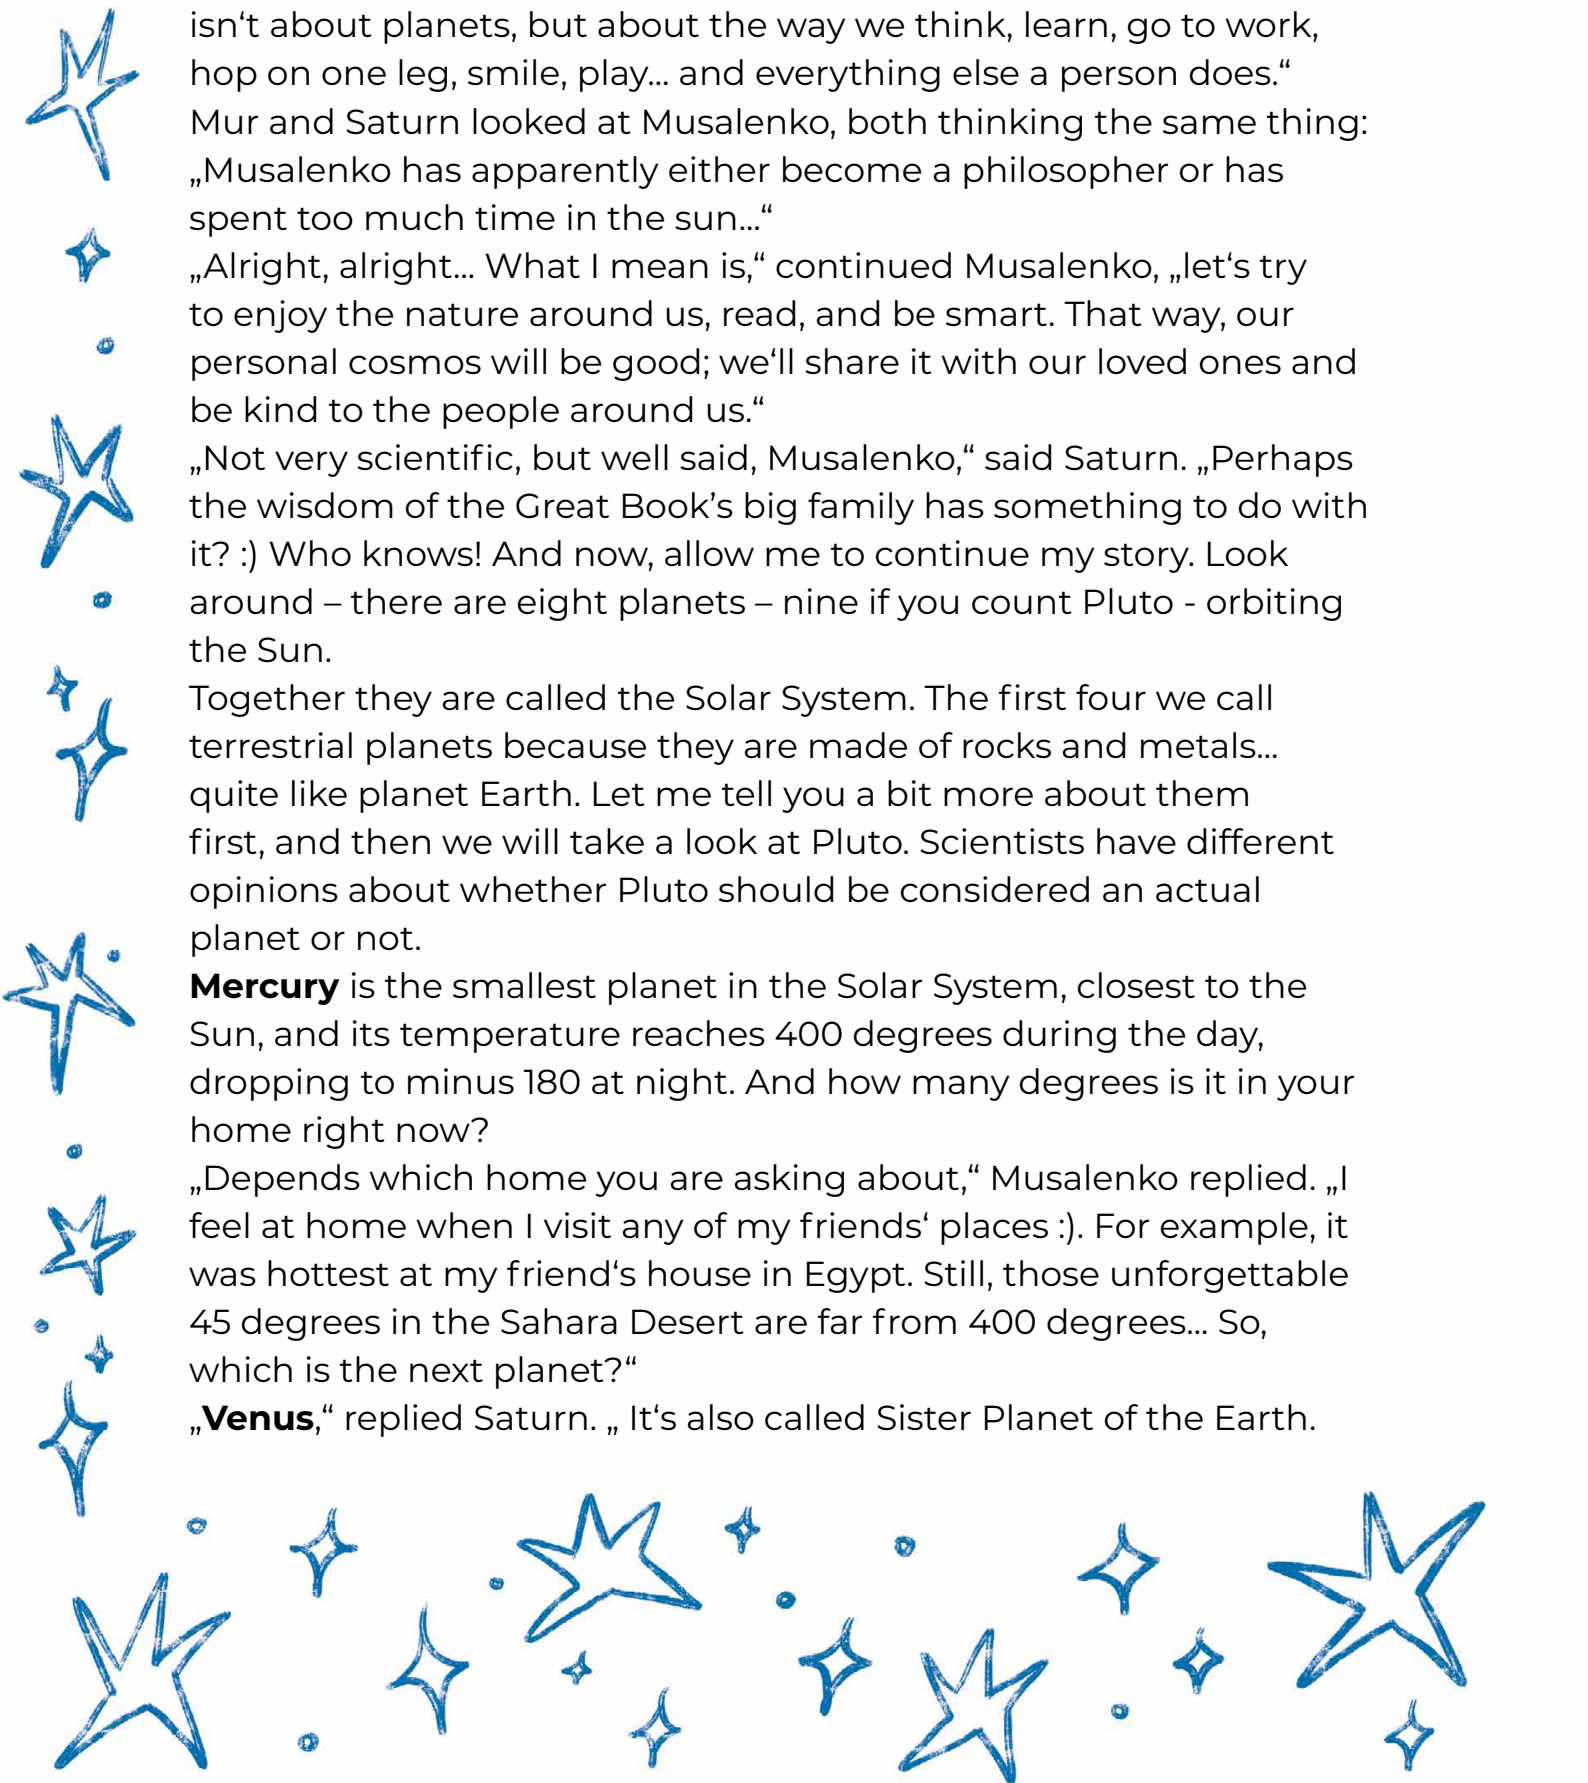 isn‘t about planets, but about the way we think, learn, go to work,
hop on one leg, smile, play... and everything else a person does.“
Mur and Saturn looked at Musalenko, both thinking the same thing:
„Musalenko has apparently either become a philosopher or has
spent too much time in the sun...“
„Alright, alright... What I mean is,“ continued Musalenko, „let‘s try
to enjoy the nature around us, read, and be smart. That way, our
personal cosmos will be good; we‘ll share it with our loved ones and
be kind to the people around us.“
„Not very scientific, but well said, Musalenko,“ said Saturn. „Perhaps
the wisdom of the Great Book’s big family has something to do with
it? :) Who knows! And now, allow me to continue my story. Look
around – there are eight planets – nine if you count Pluto - orbiting
the Sun.
Together they are called the Solar System. The first four we call
terrestrial planets because they are made of rocks and metals...
quite like planet Earth. Let me tell you a bit more about them
first, and then we will take a look at Pluto. Scientists have different
opinions about whether Pluto should be considered an actual
planet or not.
Mercury is the smallest planet in the Solar System, closest to the
Sun, and its temperature reaches 400 degrees during the day,
dropping to minus 180 at night. And how many degrees is it in your
home right now?
„Depends which home you are asking about,“ Musalenko replied. „I
feel at home when I visit any of my friends‘ places :). For example, it
was hottest at my friend‘s house in Egypt. Still, those unforgettable
45 degrees in the Sahara Desert are far from 400 degrees... So,
which is the next planet?“
„Venus,“ replied Saturn. „ It‘s also called Sister Planet of the Earth.